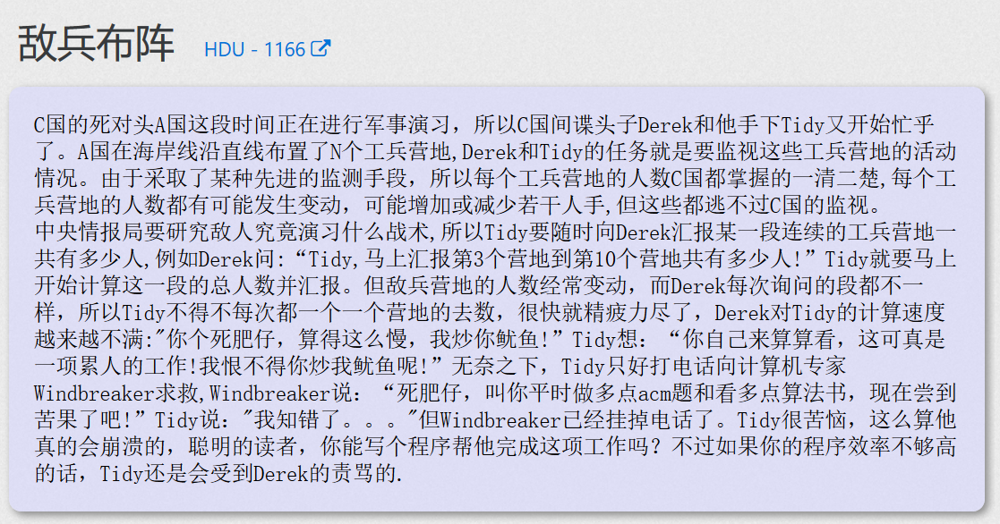 敌兵布阵 HDU - 1166
C国的死对头A国这段时间正在进行军事演习，所以C国间谍头子Derek和他手下Tidy又开始忙乎
了。A国在海岸线沿直线布置了N个工兵营地,Derek和Tidy的任务就是要监视这些工兵营地的活动
情况。由于采取了某种先进的监测手段，所以每个工兵营地的人数C国都掌握的一清二楚,每个工
兵营地的人数都有可能发生变动，可能增加或减少若干人手,但这些都逃不过C国的监视。
中央情报局要研究敌人究竟演习什么战术,所以Tidy要随时向Derek汇报某一段连续的工兵营地一
共有多少人,例如Derek问:“Tidy,马上汇报第3个营地到第10个营地共有多少人!”Tidy就要马上
开始计算这一段的总人数并汇报。但敌兵营地的人数经常变动，而Derek每次询问的段都不一
样，所以Tidy不得不每次都一个一个营地的去数，很快就精疲力尽了，Derek对Tidy的计算速度
越来越不满:"你个死肥仔，算得这么慢，我炒你鱿鱼!”Tidy想：“你自己来算算看，这可真是
一项累人的工作!我恨不得你炒我鱿鱼呢!”无奈之下，Tidy只好打电话向计算机专家
Windbreaker求救,Windbreaker说：“死肥仔，叫你平时做多点acm题和看多点算法书，现在尝到
苦果了吧!”Tidy说："我知错了。。。"但Windbreaker已经挂掉电话了。Tidy很苦恼，这么算他
真的会崩溃的，聪明的读者，你能写个程序帮他完成这项工作吗？不过如果你的程序效率不够高
的话，Tidy还是会受到Derek的责骂的.